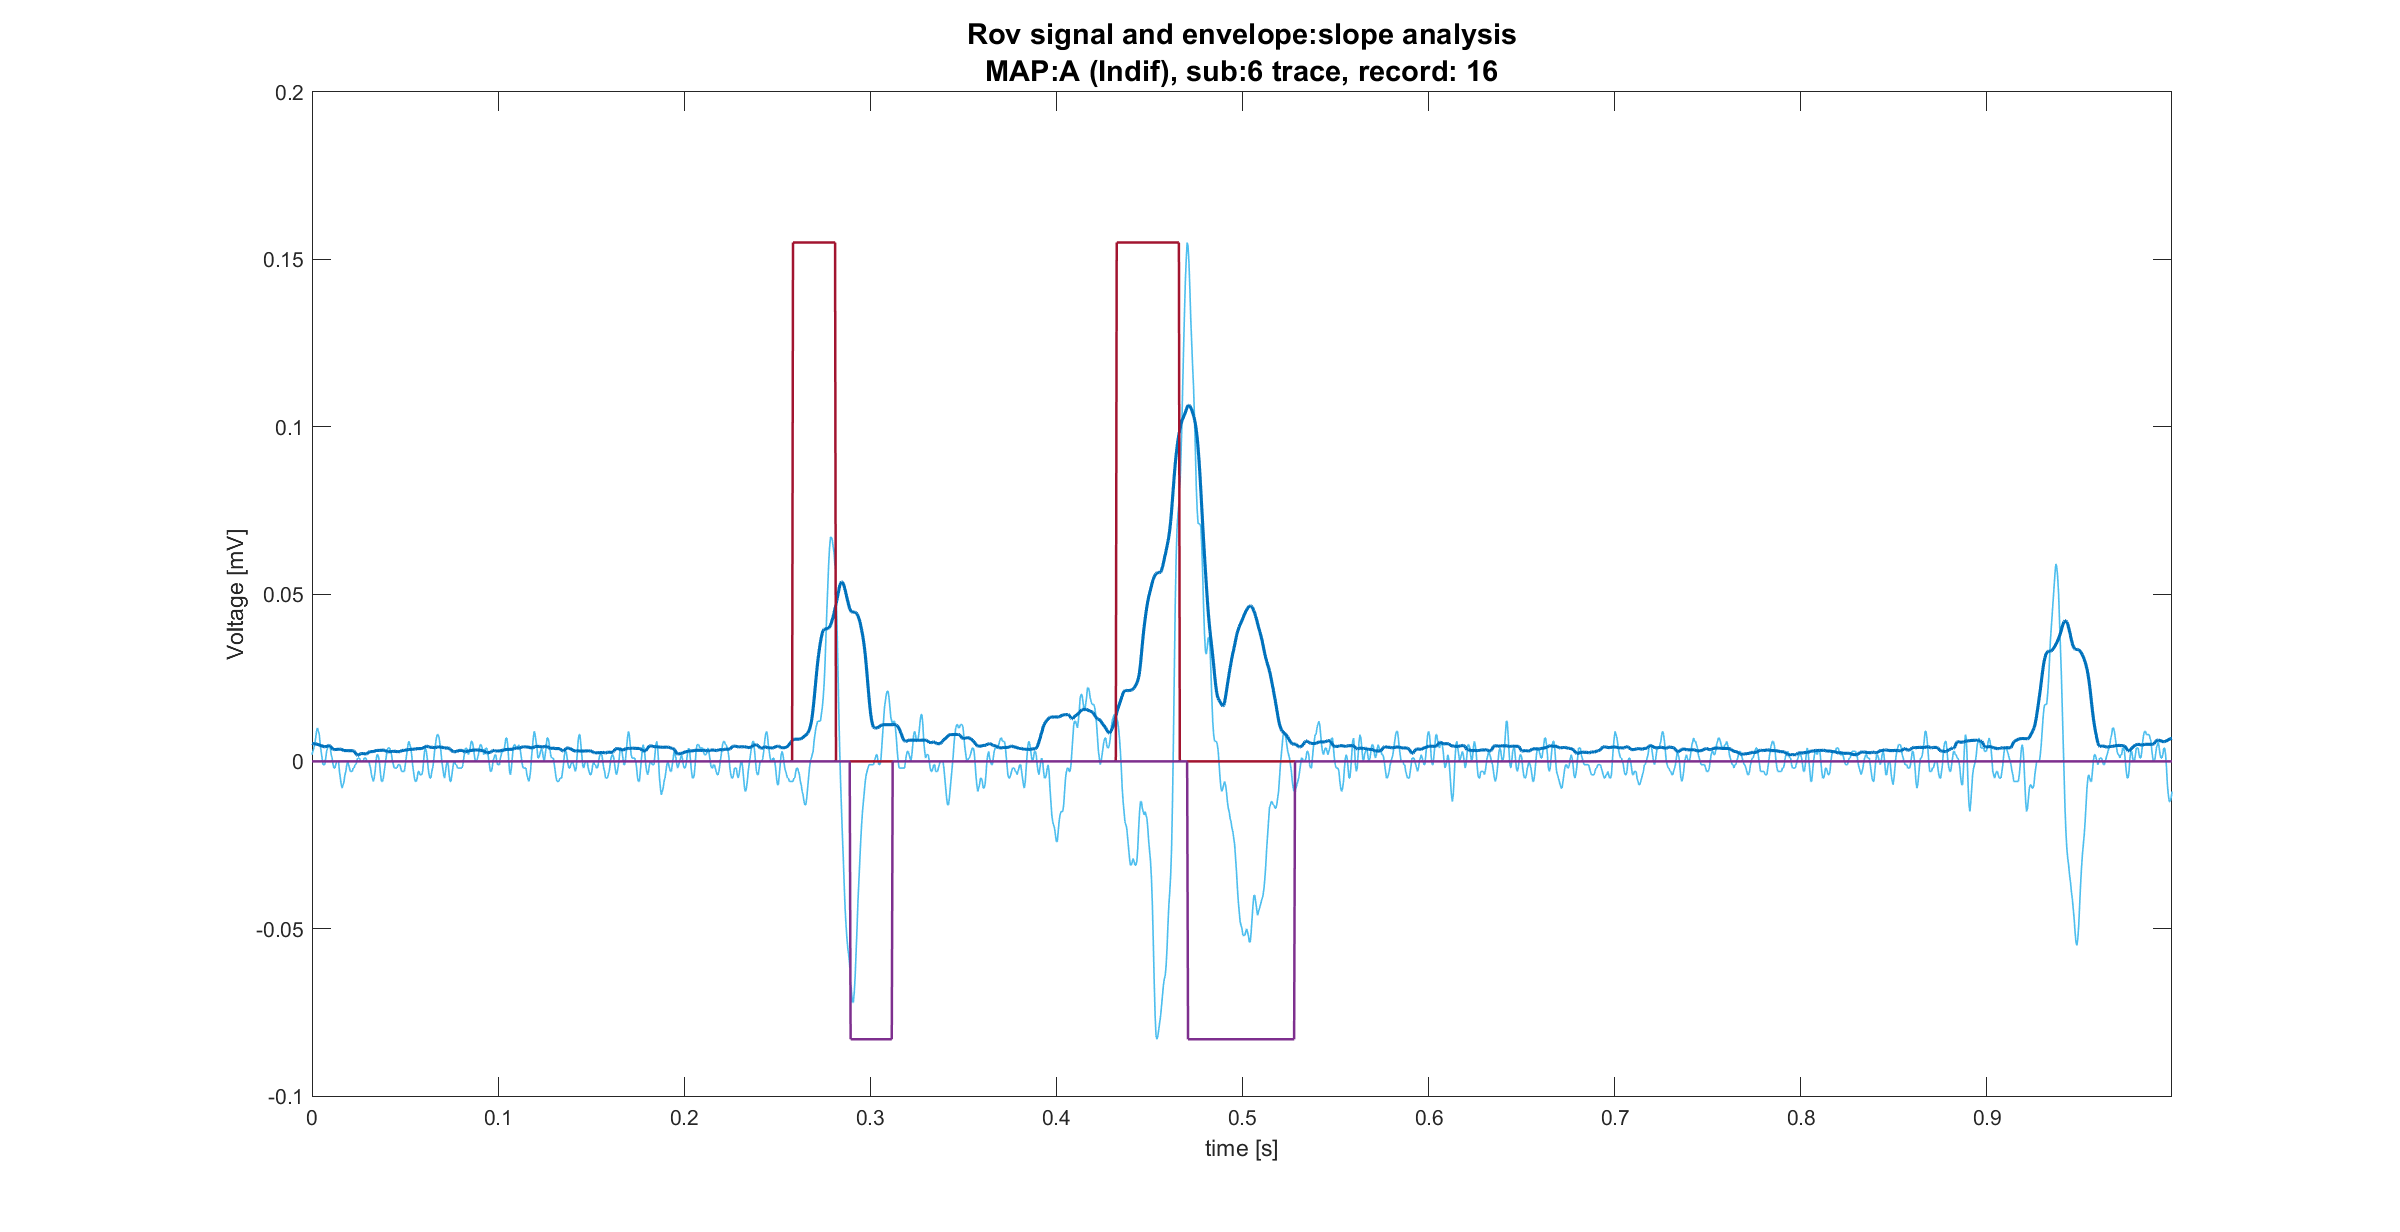 Rov signal and envelope:slope analysis
MAP:A (Indif), sub:6 trace, record: 16
0.2
0.15
0.1
0.05
0
-0.05
-0.1
Voltage [mV]
0 0.1 0.2 0.3 0.4 0.5 0.6 0.7 0.8 0.9
time [s]